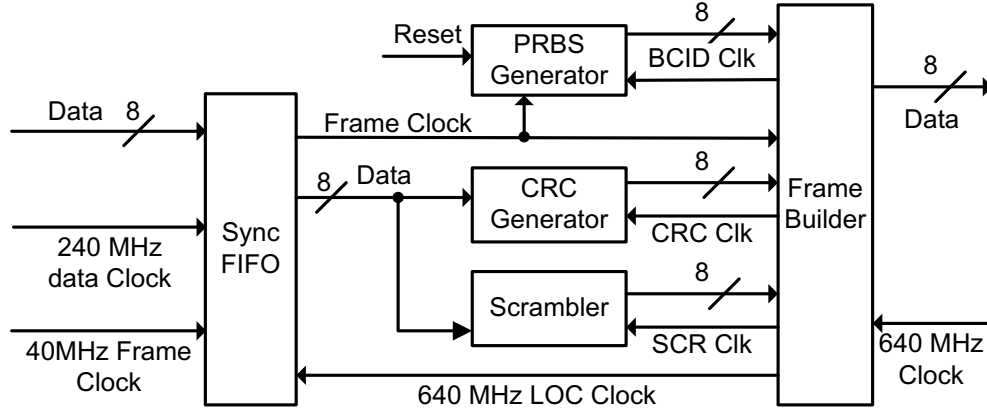 Reset
PRBS
Generator
8
BCID Clk
8
Data
Data 8
Frame Clock
8 Data
CRC
Generator
8
CRC Clk
Frame
Builder
Sync
FIFO
240 MHz
data Clock
Scrambler
8
SCR Clk
40MHz Frame
Clock
640 MHz LOC Clock
640 MHz
Clock